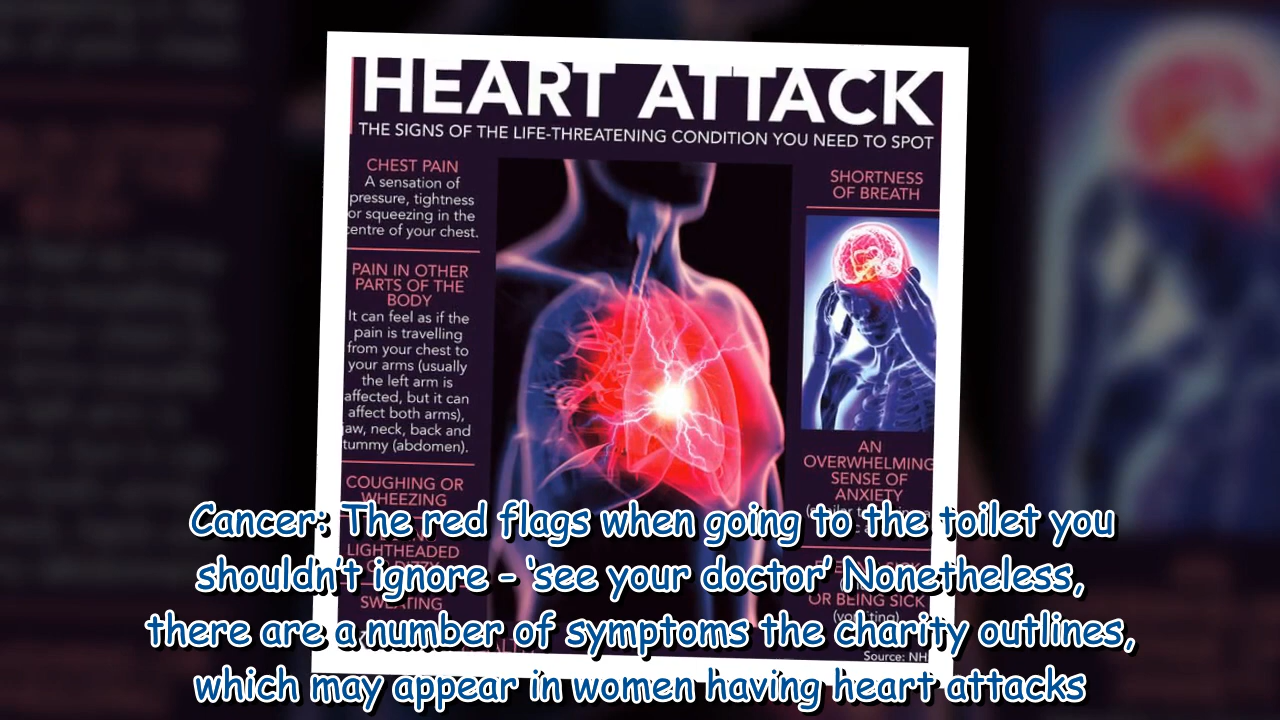 HEART ATTACK
THE SIGNS OF THE LIFE-THREATENING CONDITION YOU NEED TO SPOT
CHEST PAIN
A sensation of
pressure, tightness
or squeezing in the
centre of your chest.
PAIN IN OTHER
PARTS OF THE
BODY
It can feel as if the
pain is travelling
from your chest to
your arms (usually
the left arm is
affected, but it can
affect both arms),
jaw, neck, back and
tummy (abdomen).
COUGHING OR
WHEEZING
LIGHTHEADED
SWEATING
SHORTNESS
OF BREATH
AN
OVERWHELMING
SENSE OF
ANXIETY
OR BEING SICK
Source: NH
Cancer: The red flags when going to the toilet you
shouldn't ignore - 'see your doctor' Nonetheless,
there are a number of symptoms the charity outlines,
which may appear in women having heart attacks